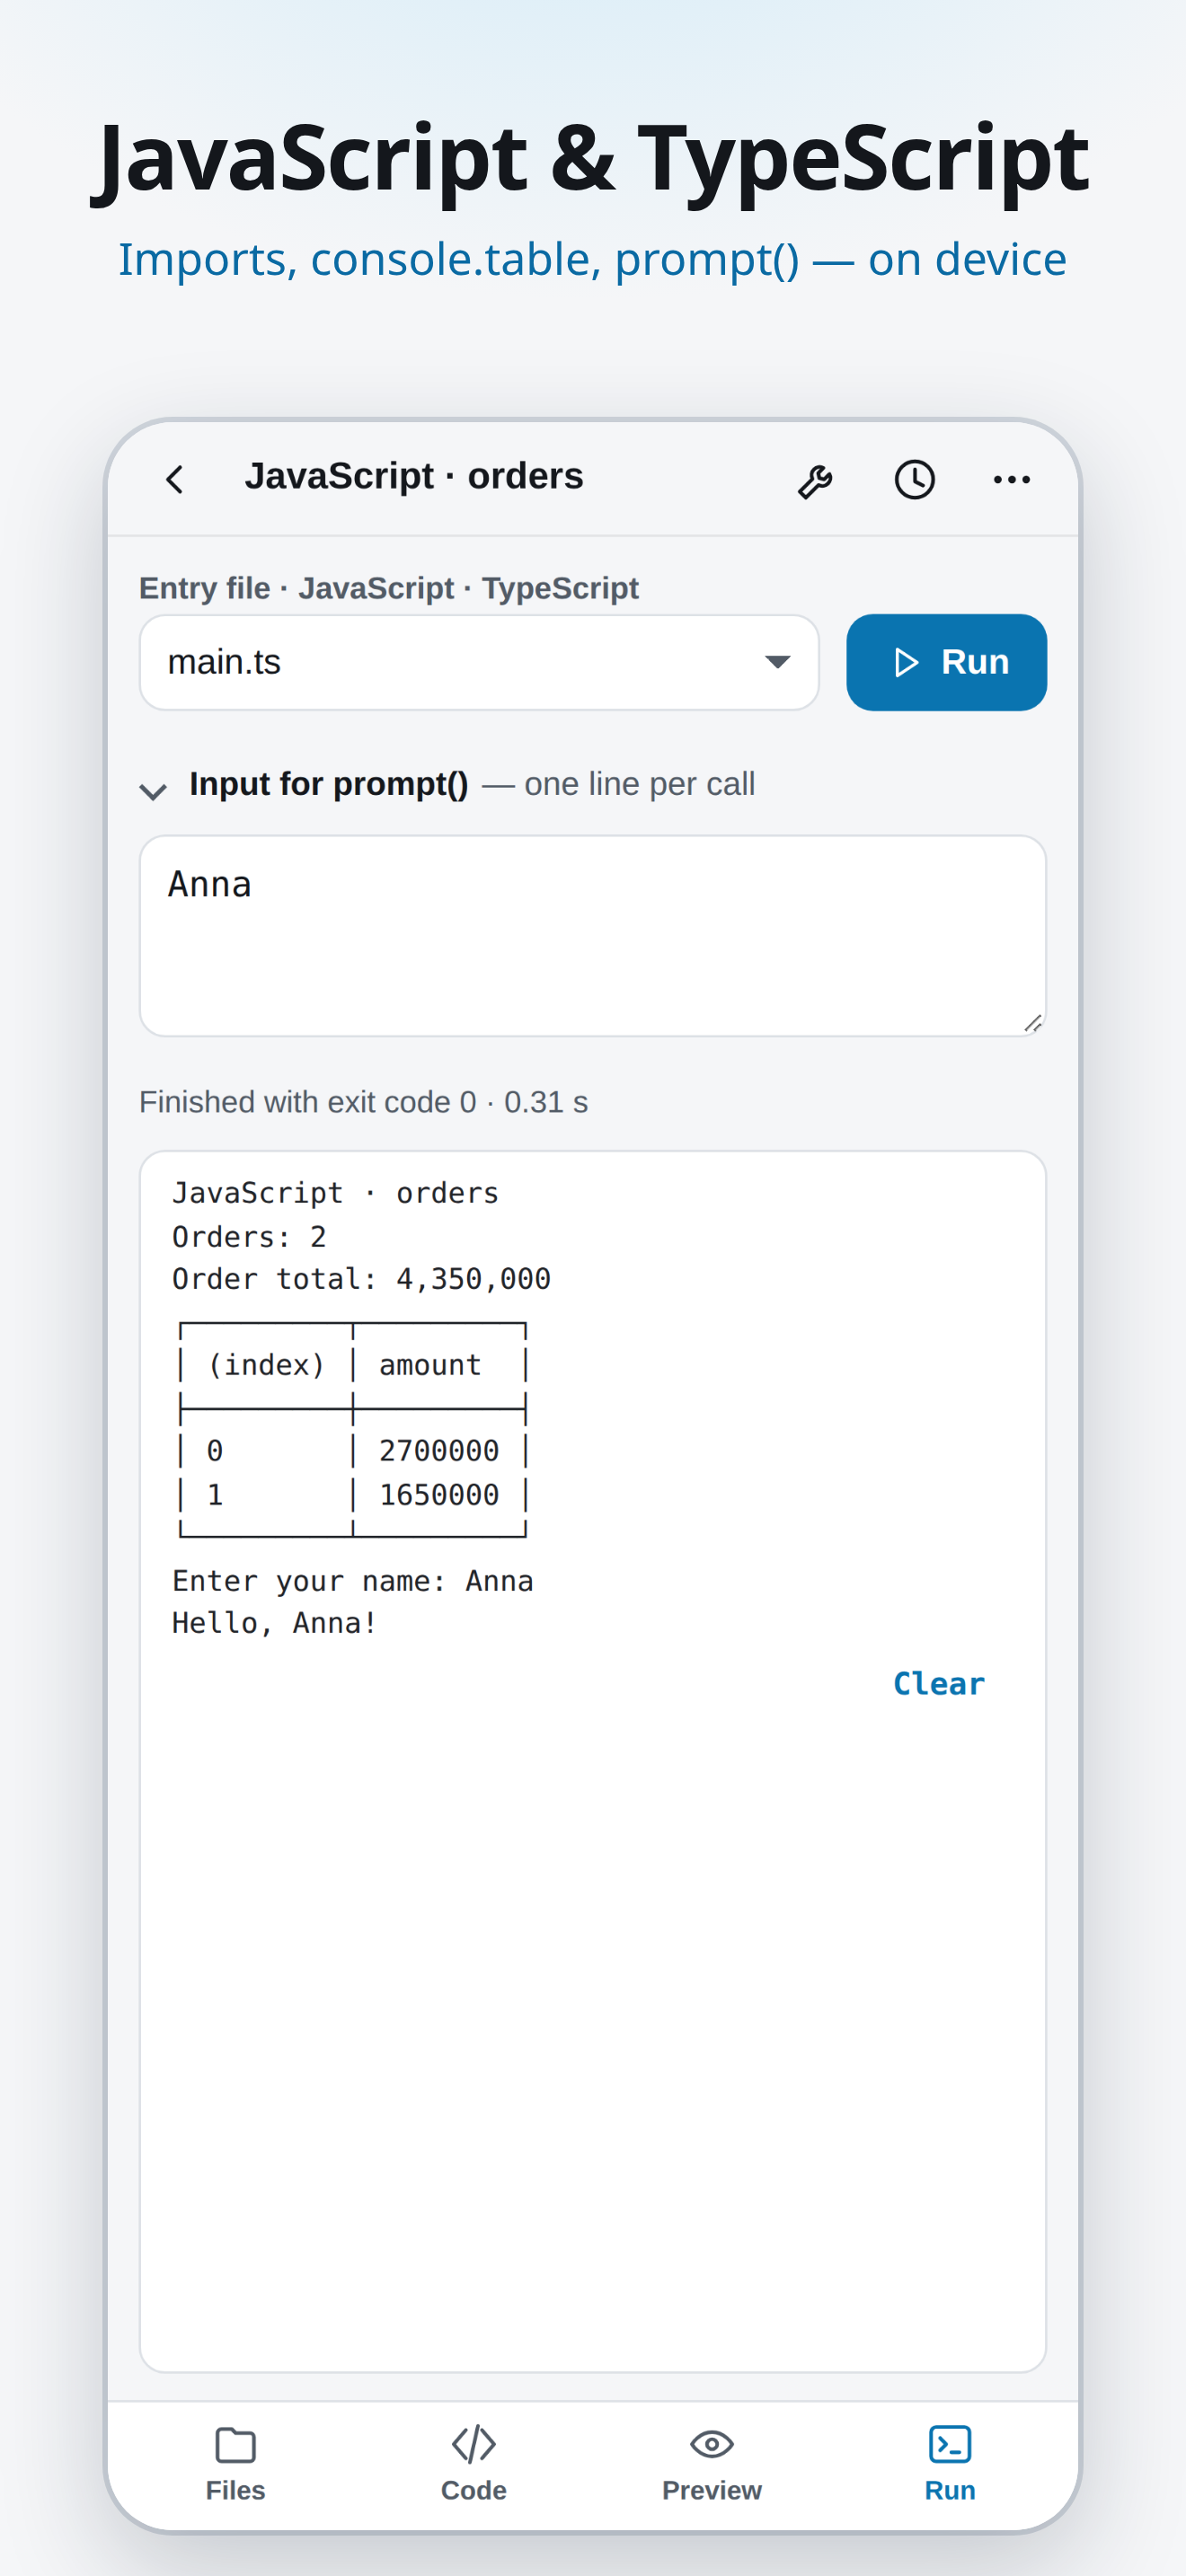 JavaScript & TypeScript
Imports, console.table, prompt() — on device
JavaScript · orders
Entry file · JavaScript · TypeScript
main.ts
Run
Input for prompt() — one line per call
Anna
Finished with exit code 0 · 0.31 s
JavaScript · orders
Orders: 2
Order total: 4,350,000
┌─────────┬─────────┐
│ (index) │ amount  │
├─────────┼─────────┤
│ 0       │ 2700000 │
│ 1       │ 1650000 │
└─────────┴─────────┘
Enter your name: Anna
Hello, Anna!
Clear
Files
Code
Preview
Run